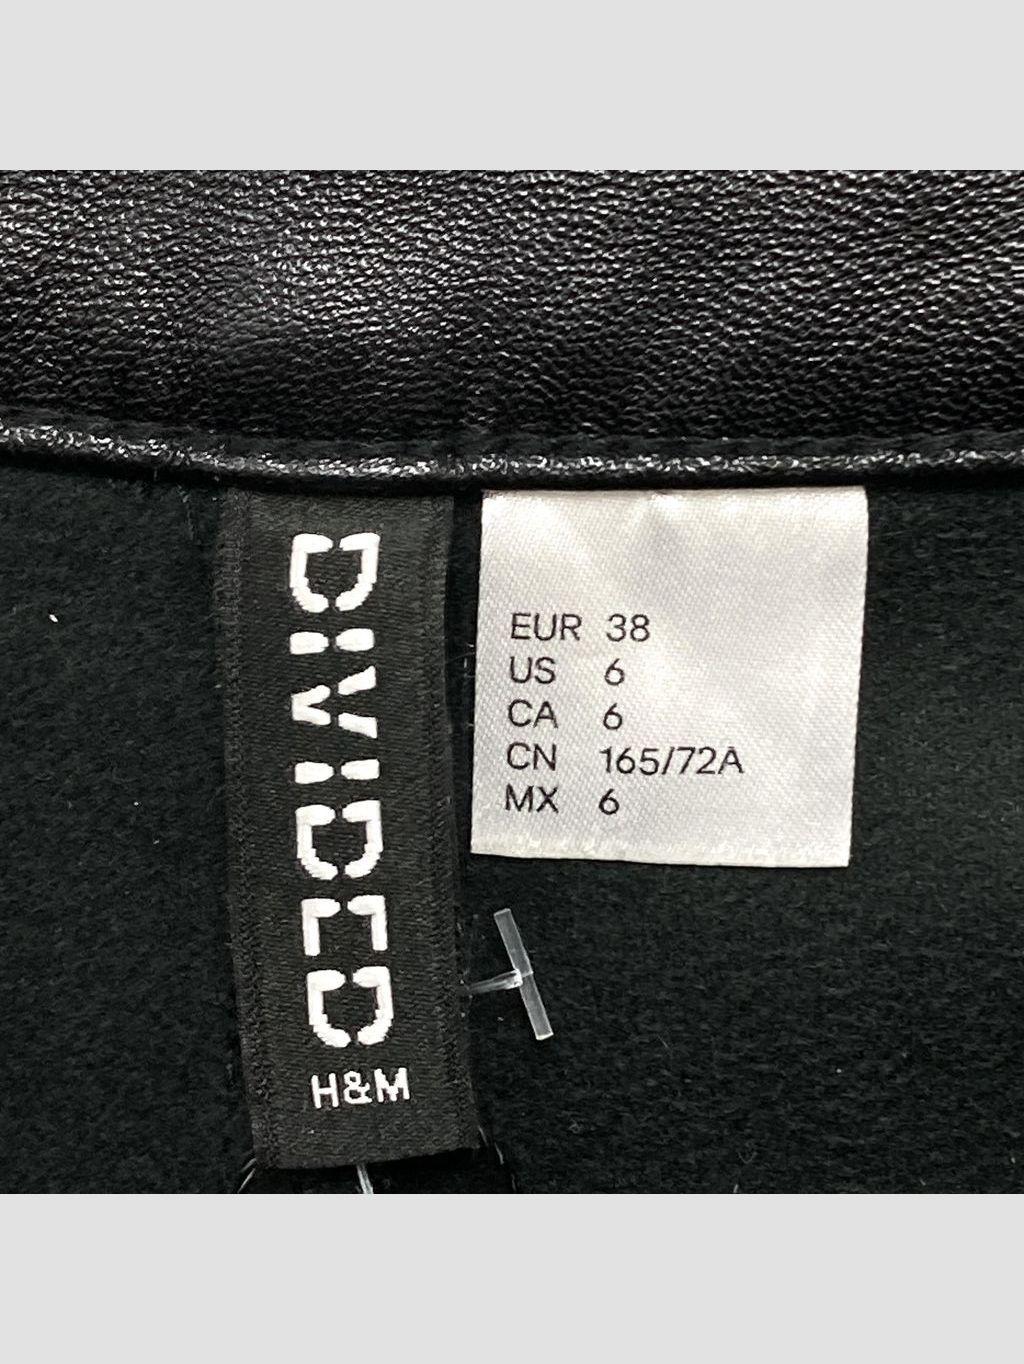 DIVIDED
H&M
EUR 38
US 6
CA 6
CN 165/72A
MX 6